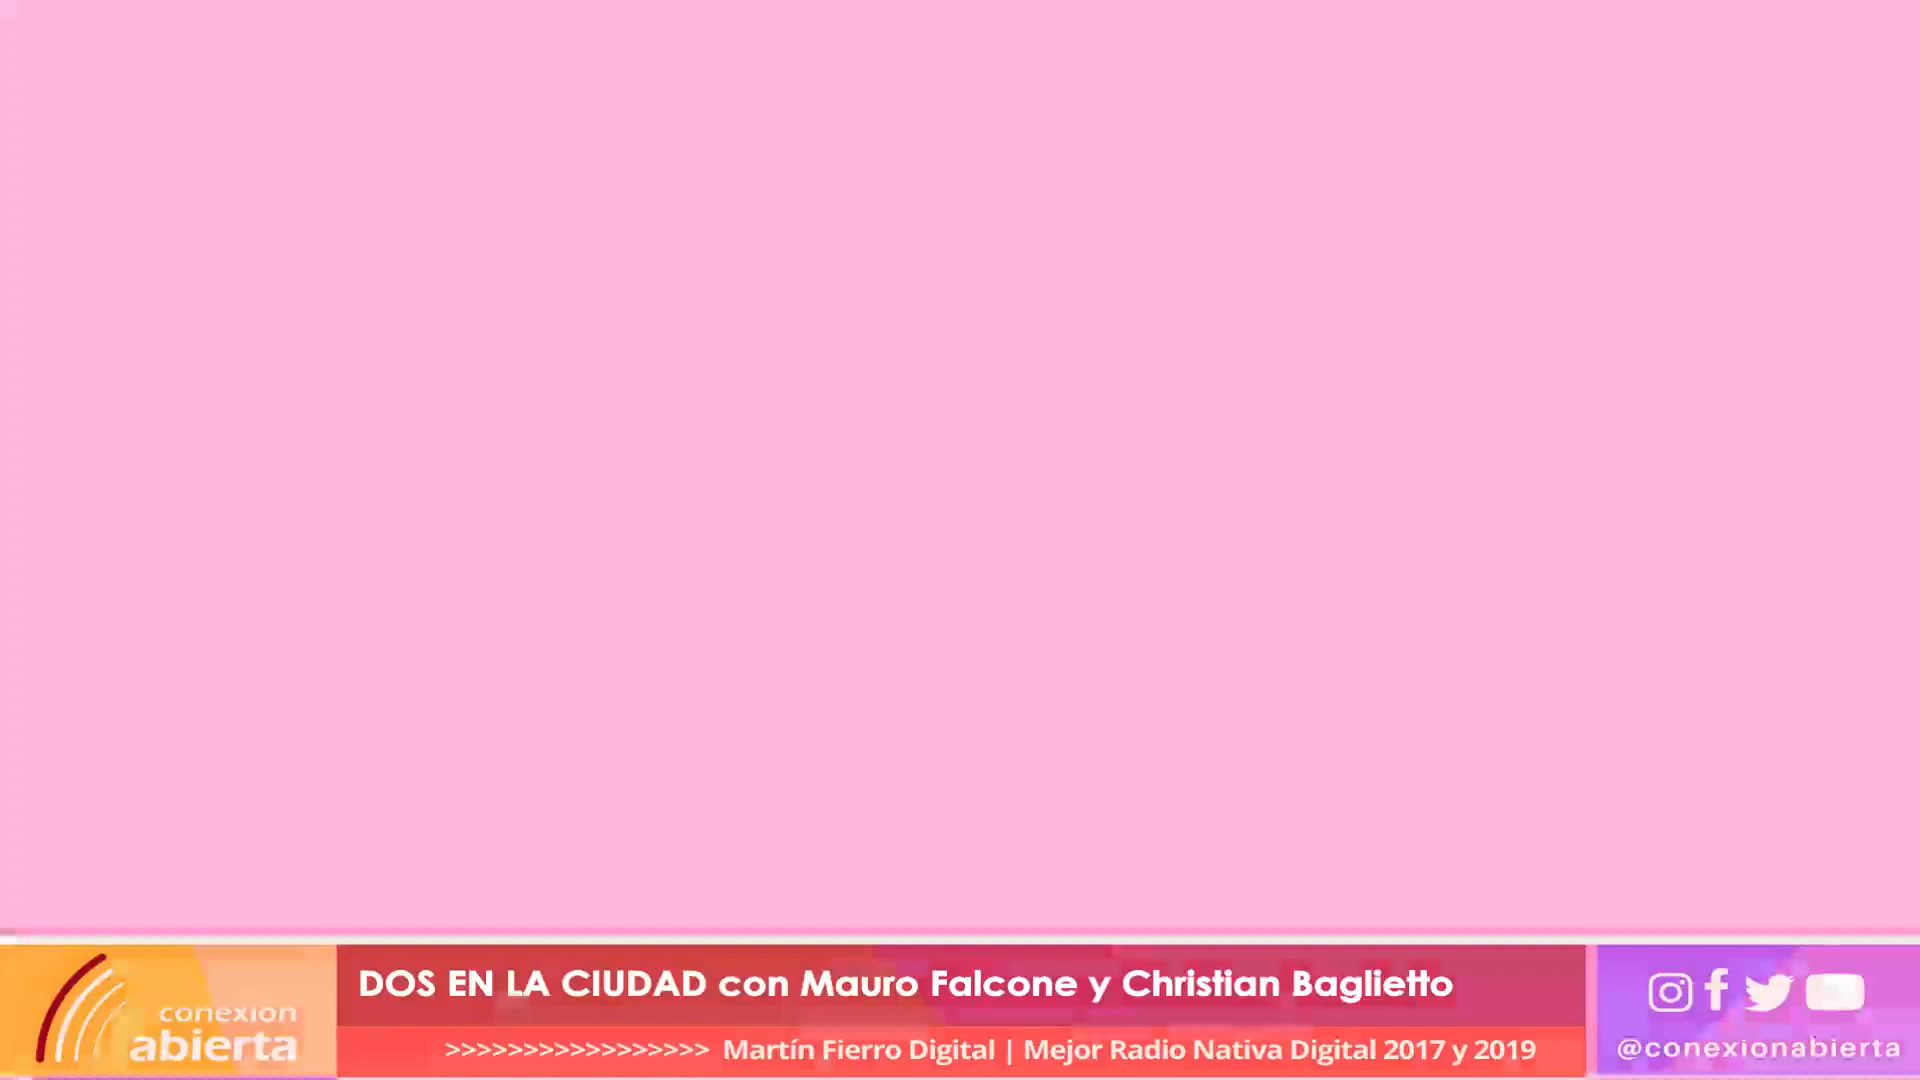 conexion
abierta
DOS EN LA CIUDAD con Mauro Falcone y Christian Baglietto
>>>>>>>>>>>>>>>>> Martín Fierro Digital | Mejor Radio Nativa Digital 2017 y 2019
@conexionabierta